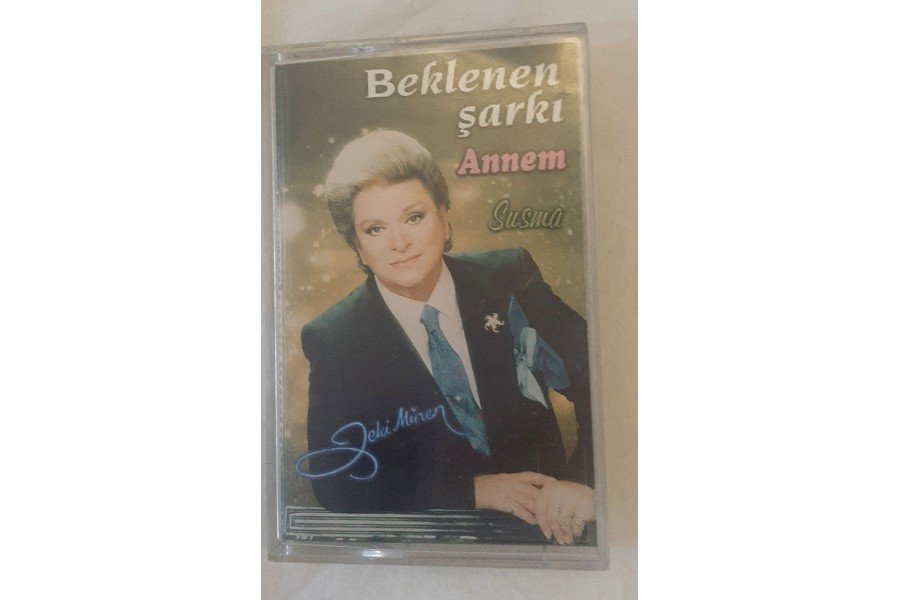 Beklenen
şarkı
Annem
Susma
Zeki Müren